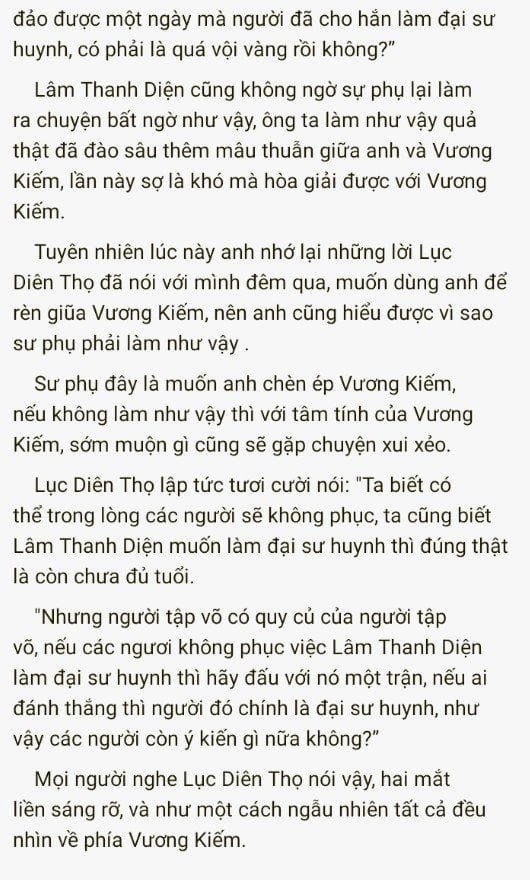 đảo được một ngày mà người đã cho hắn làm đại sư
huynh, có phải là quá vội vàng rồi không?"
Lâm Thanh Diện cũng không ngờ sự phụ lại làm
ra chuyện bất ngờ như vậy, ông ta làm như vậy quả
thật đã đào sâu thêm mâu thuẫn giữa anh và Vương
Kiếm, lần này sợ là khó mà hòa giải được với Vương
Kiếm.
Tuyên nhiên lúc này anh nhớ lại những lời Lục
Diên Thọ đã nói với mình đêm qua, muốn dùng anh để
rèn giũa Vương Kiếm, nên anh cũng hiểu được vì sao
sư phụ phải làm như vậy .
Sư phụ đây là muốn anh chèn ép Vương Kiếm,
nếu không làm như vậy thì với tâm tính của Vương
Kiếm, sớm muộn gì cũng sẽ gặp chuyện xui xẻo.
Lục Diên Thọ lập tức tươi cười nói: "Ta biết có
thể trong lòng các người sẽ không phục, ta cũng biết
Lâm Thanh Diện muốn làm đại sư huynh thì đúng thật
là còn chưa đủ tuổi.
"Nhưng người tập võ có quy củ của người tập
võ, nếu các ngươi không phục việc Lâm Thanh Diện
làm đại sư huynh thì hãy đấu với nó một trận, nếu ai
đánh thắng thì người đó chính là đại sư huynh, như
vậy các người còn ý kiến gì nữa không?"
Mọi người nghe Lục Diên Thọ nói vậy, hai mắt
liền sáng rỡ, và như một cách ngẫu nhiên tất cả đều
nhìn về phía Vương Kiếm.